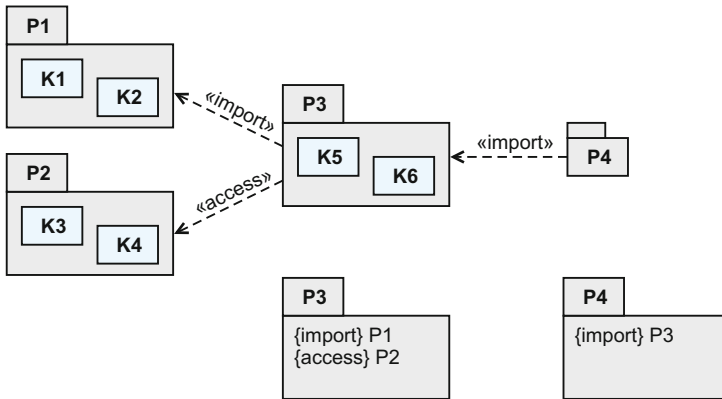 P1
K1
K2
«import»
P3
K5
K6
«import»
P4
P2
K3
K4
«access»
P3
{import} P1
{access} P2
P4
{import} P3